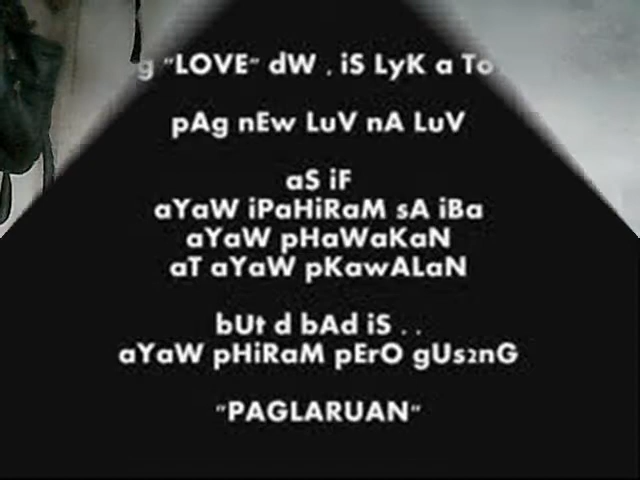 "LOVE" dW , iS LyK a
pAg nEw LuV nA LuV
aS iF
aYaW iPaHiRaM sA iBa
aYaW pHaWaKaN
aT aYaW pKawALaN
bUt d bAd iS . .
aYaW pHiRaM pErO gUs2nG
"PAGLARUAN"